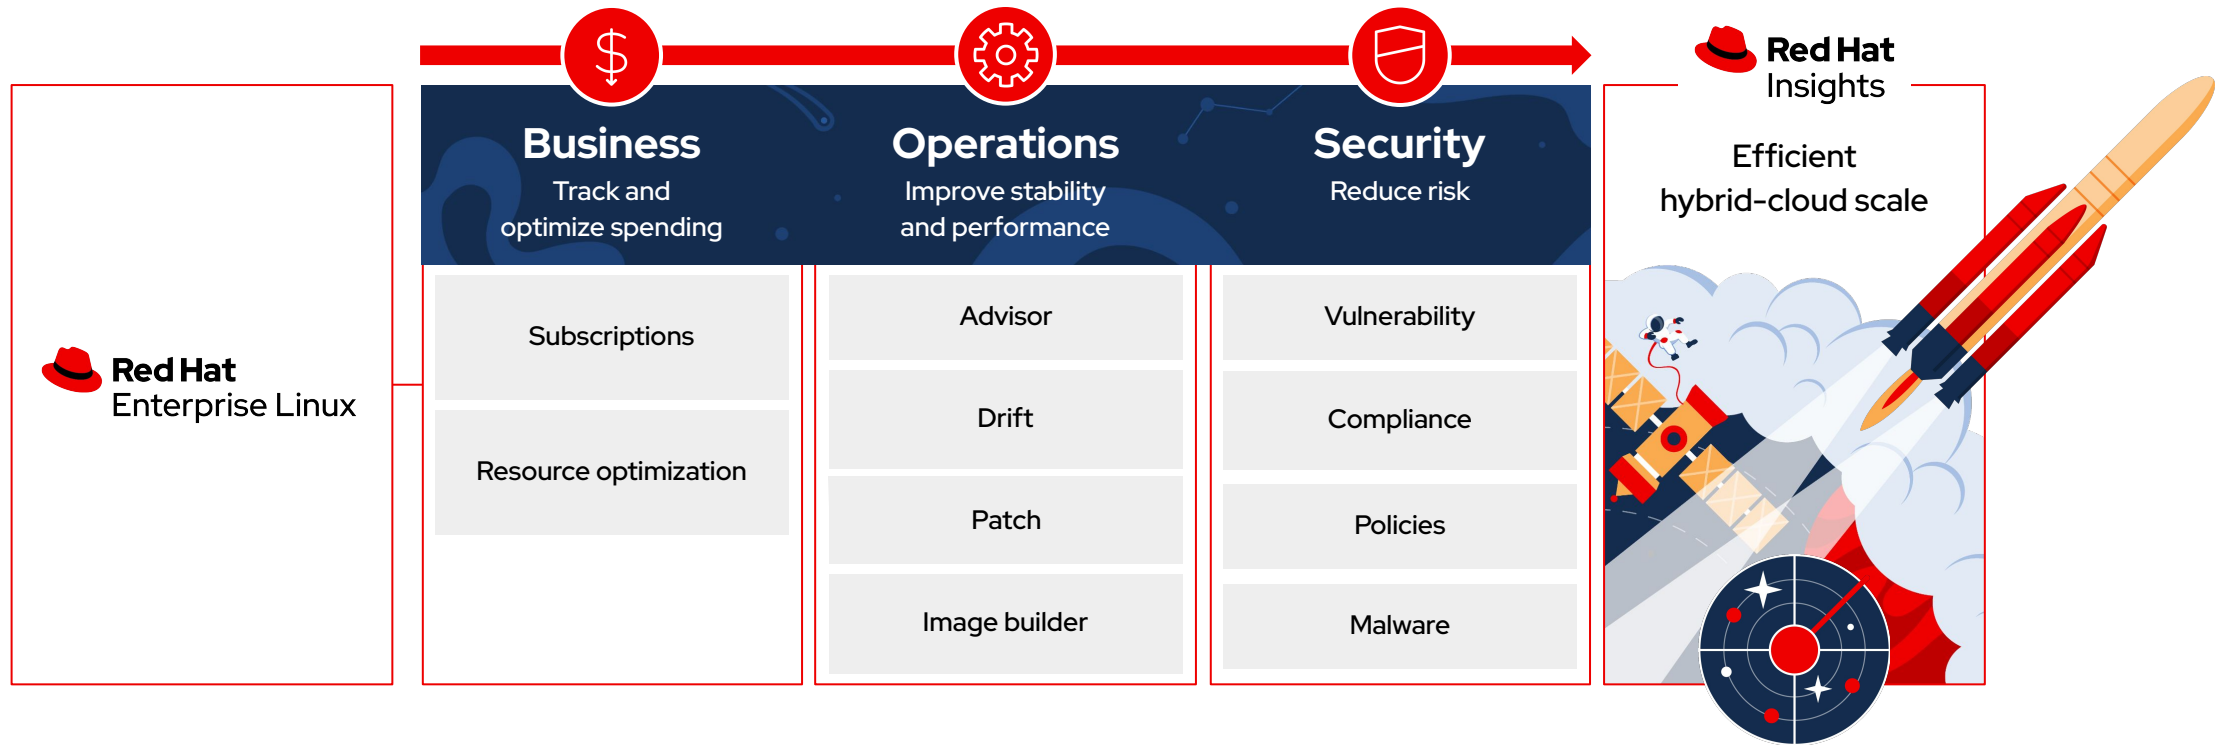 Red Hat
Enterprise Linux
Business
Track and
optimize spending
Subscriptions
Resource optimization
Operations
Improve stability
and performance
Advisor
Drift
Patch
Image builder
Security
Reduce risk
Vulnerability
Compliance
Policies
Malware
Red Hat
Insights
Efficient
hybrid-cloud scale